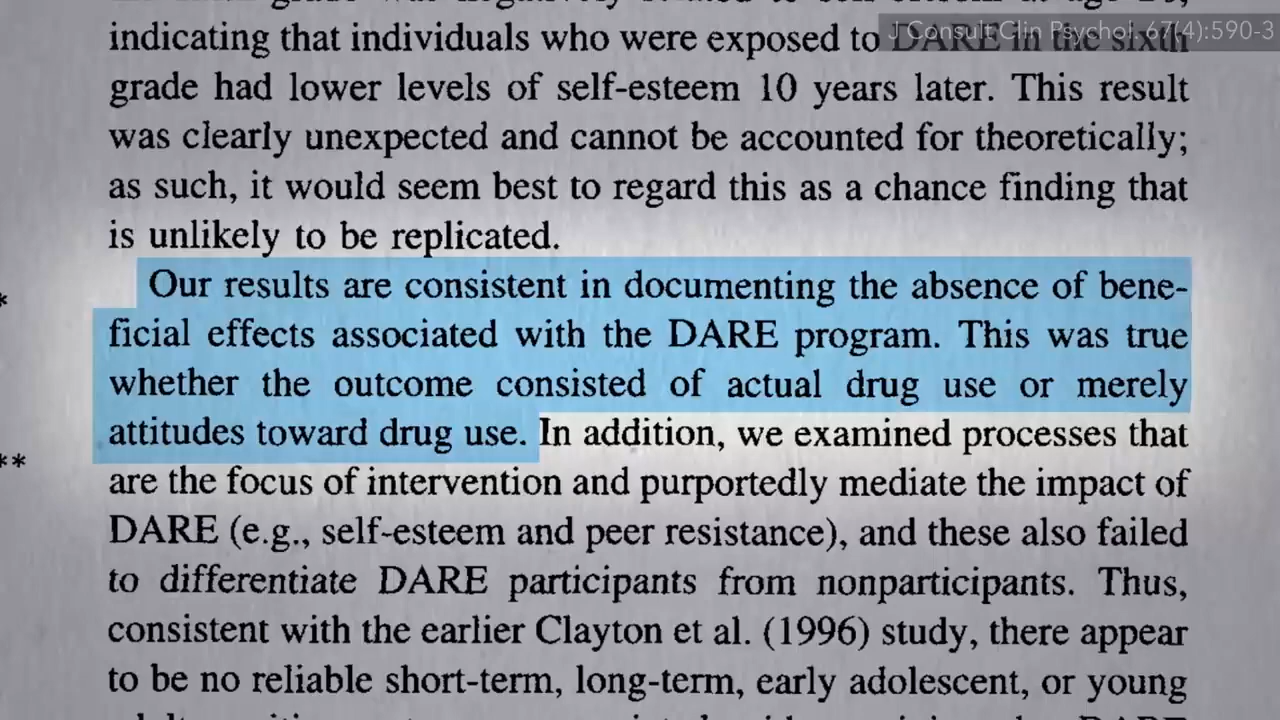 J Consult Clin Psychol. 67(4):590-3
indicating that individuals who were exposed to DARE in the sixth
grade had lower levels of self-esteem 10 years later. This result
was clearly unexpected and cannot be accounted for theoretically;
as such, it would seem best to regard this as a chance finding that
is unlikely to be replicated.
Our results are consistent in documenting the absence of bene-
*
ficial effects associated with the DARE program. This was true
whether the outcome consisted of actual drug use or merely
attitudes toward drug use. In addition, we examined processes that
**
are the focus of intervention and purportedly mediate the impact of
DARE (e.g., self-esteem and peer resistance), and these also failed
to differentiate DARE participants from nonparticipants. Thus,
consistent with the earlier Clayton et al. (1996) study, there appear
to be no reliable short-term, long-term, early adolescent, or young